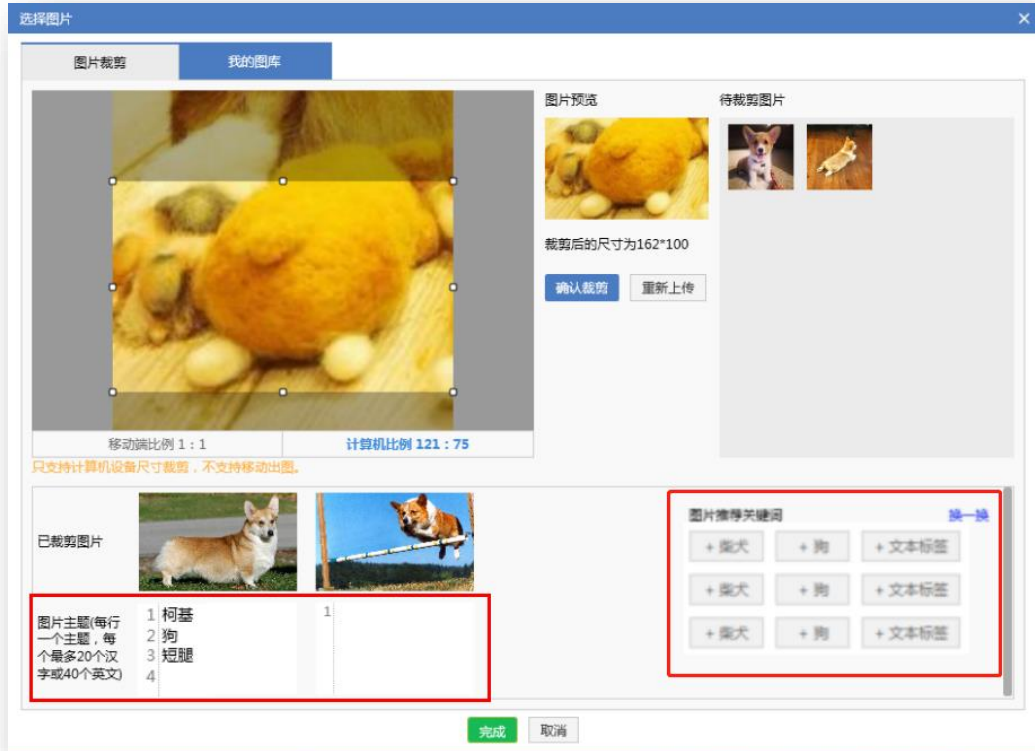 选择图片
×
图片裁剪
我的图库
图片预览
待裁剪图片
裁剪后的尺寸为162*100
确认裁剪
重新上传
移动端比例 1：1
计算机比例 121：75
只支持计算机设备尺寸裁剪，不支持移动出图。
已裁剪图片
图片推荐关键词
换一换
+ 柴犬
+ 狗
+ 文本标签
+ 柴犬
+ 狗
+ 文本标签
+ 柴犬
+ 狗
+ 文本标签
图片主题(每行
一个主题，每
个最多20个汉
字或40个英文)
1 柯基
2 狗
3 短腿
4
1
完成
取消